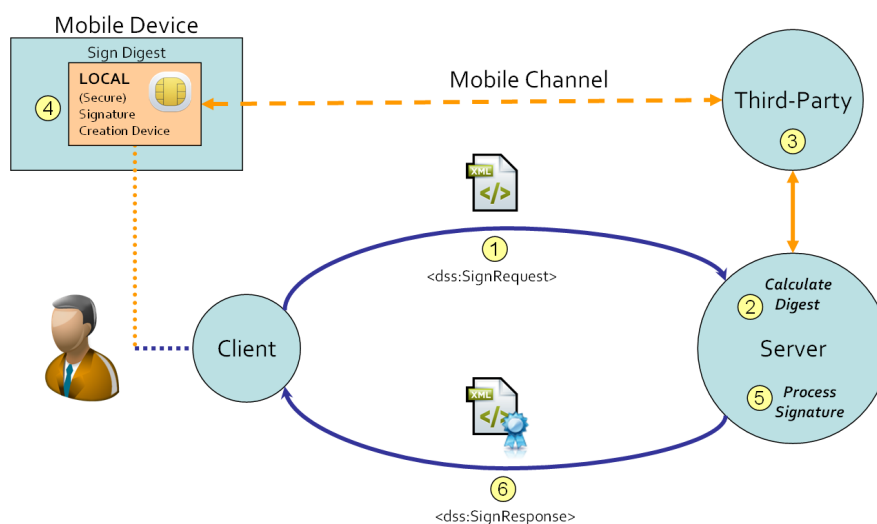 Mobile Device
Sign Digest
LOCAL
(Secure)
Signature
Creation Device
4
Mobile Channel
Third-Party
3
XML
</>
1
<dss:SignRequest>
Calculate
Digest
2
Client
Server
Process
Signature
5
XML
</>
6
<dss:SignResponse>